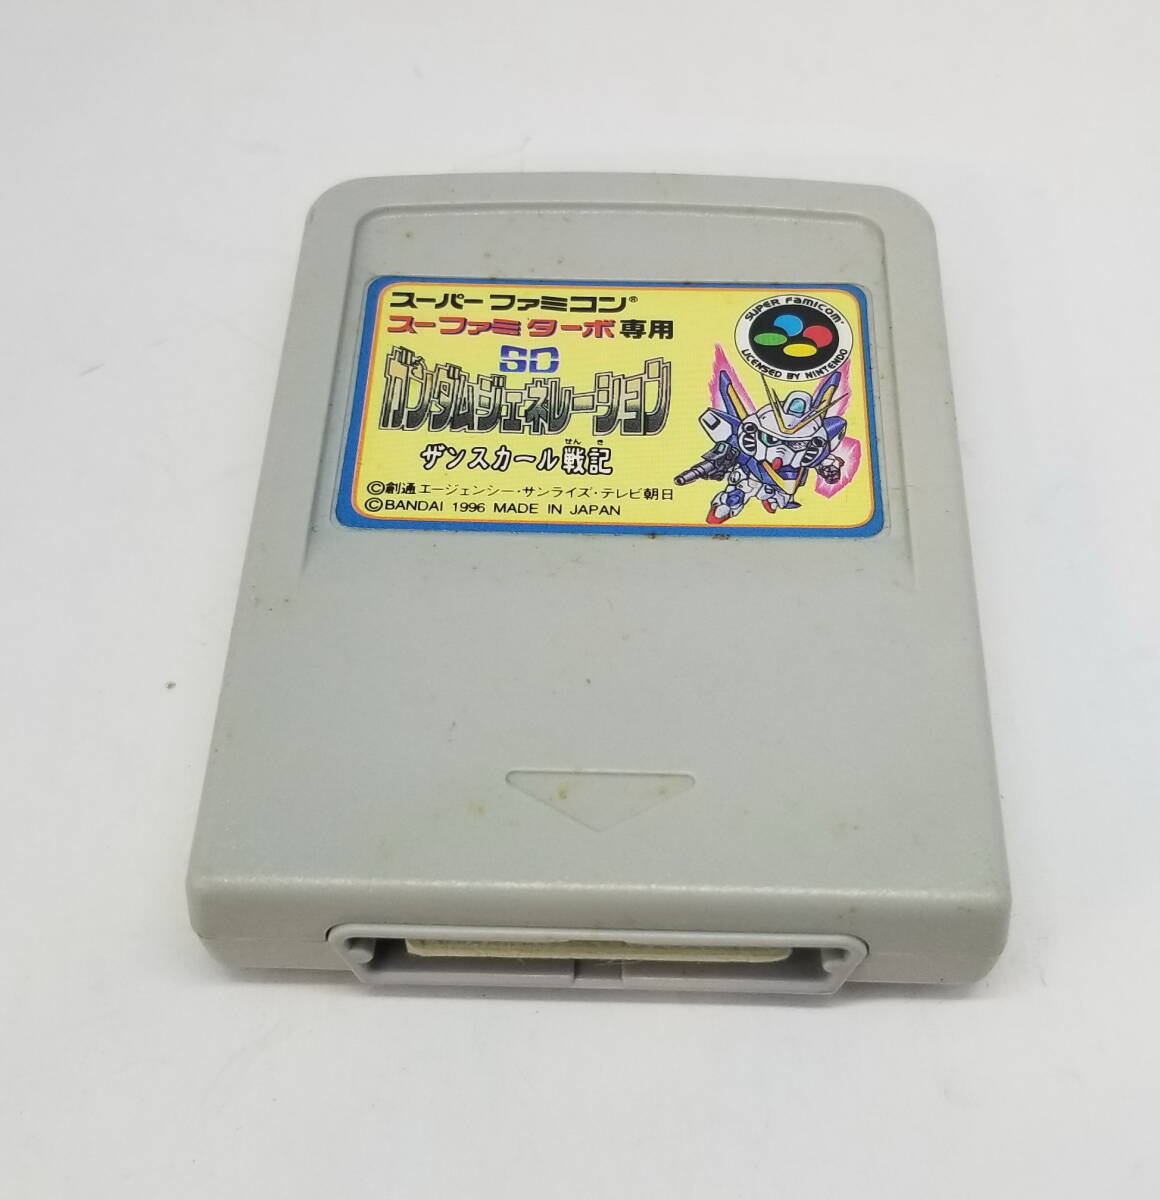 スーパーファミコン®
スーファミターボ専用
SD
ガンダムジェネレーション
せんき
ザンスカール戦記
©創通エージェンシー・サンライズ・テレビ朝日
©BANDAI 1996 MADE IN JAPAN
SUPER FAMICOM
LICENSED BY NINTENDO